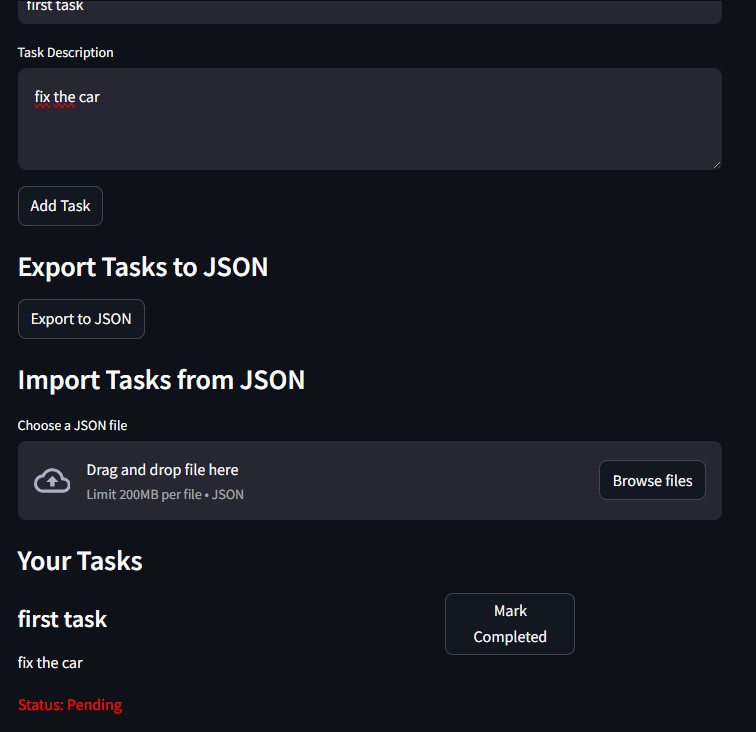 first task
Task Description
fix the car
Add Task
Export Tasks to JSON
Export to JSON
Import Tasks from JSON
Choose a JSON file
Drag and drop file here
Limit 200MB per file • JSON
Browse files
Your Tasks
first task
Mark
Completed
fix the car
Status: Pending